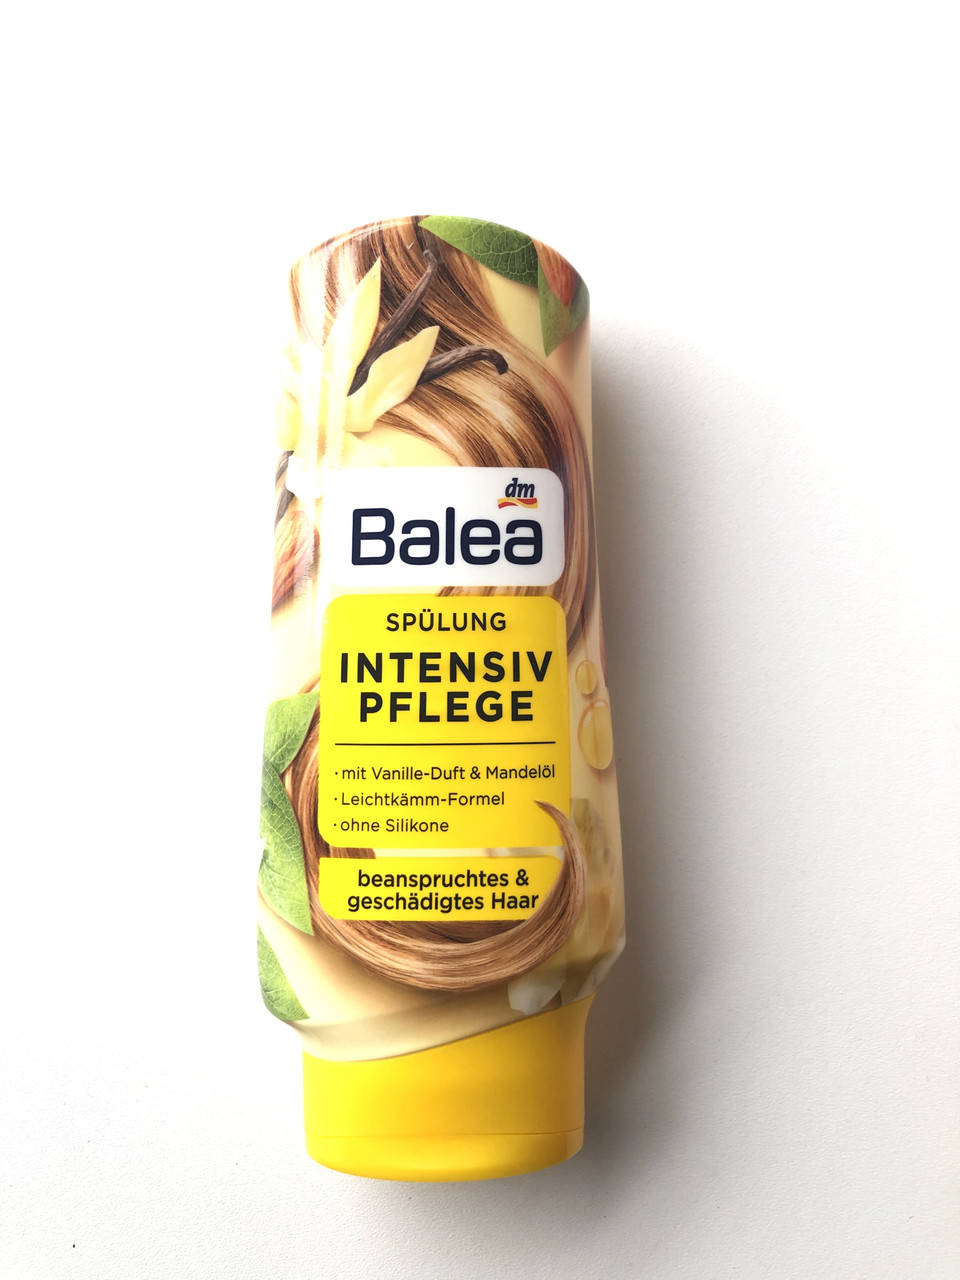 dm
Balea
SPÜLUNG
INTENSIV
PFLEGE
· mit Vanille-Duft & Mandelöl
· Leichtkämm-Formel
· ohne Silikone
beanspruchtes &
geschädigtes Haar